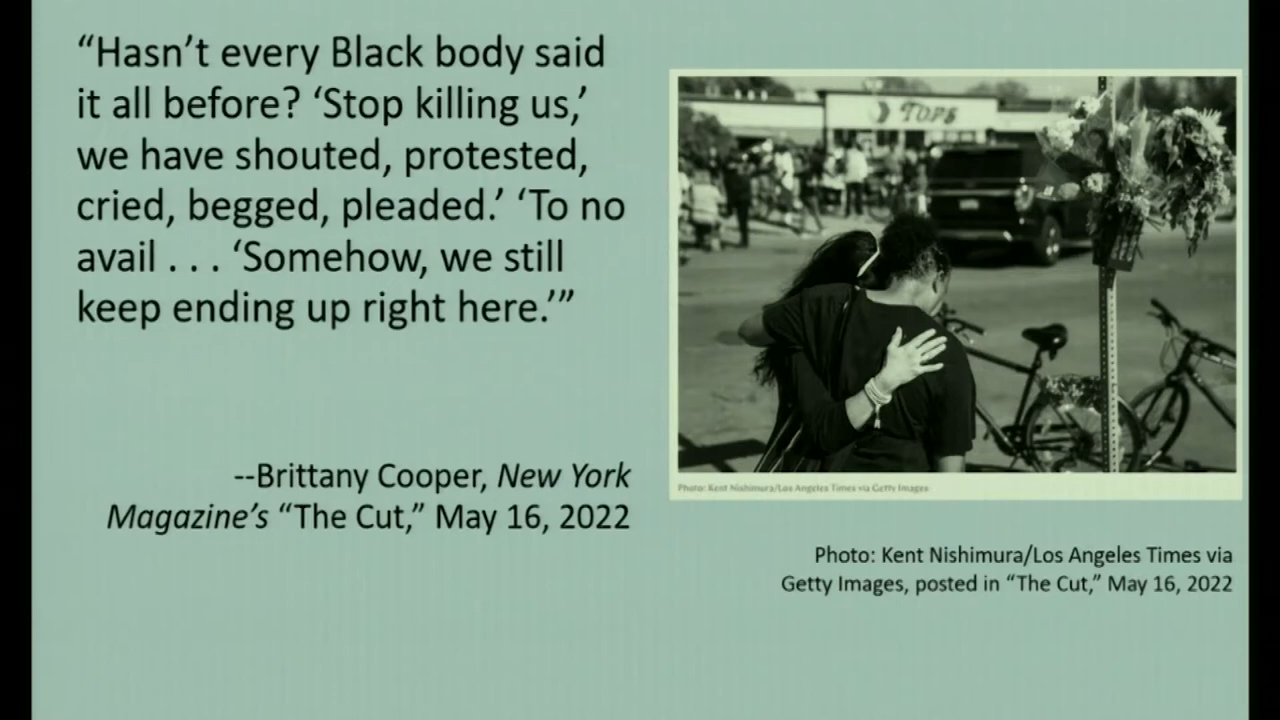 “Hasn’t every Black body said
it all before? ‘Stop killing us,’
we have shouted, protested,
cried, begged, pleaded.’ ‘To no
avail . . . ‘Somehow, we still
keep ending up right here.’”
--Brittany Cooper, New York
Magazine’s “The Cut,” May 16, 2022
TOPS
Photo: Kent Nishimura/Los Angeles Times via Getty Images
Photo: Kent Nishimura/Los Angeles Times via
Getty Images, posted in “The Cut,” May 16, 2022